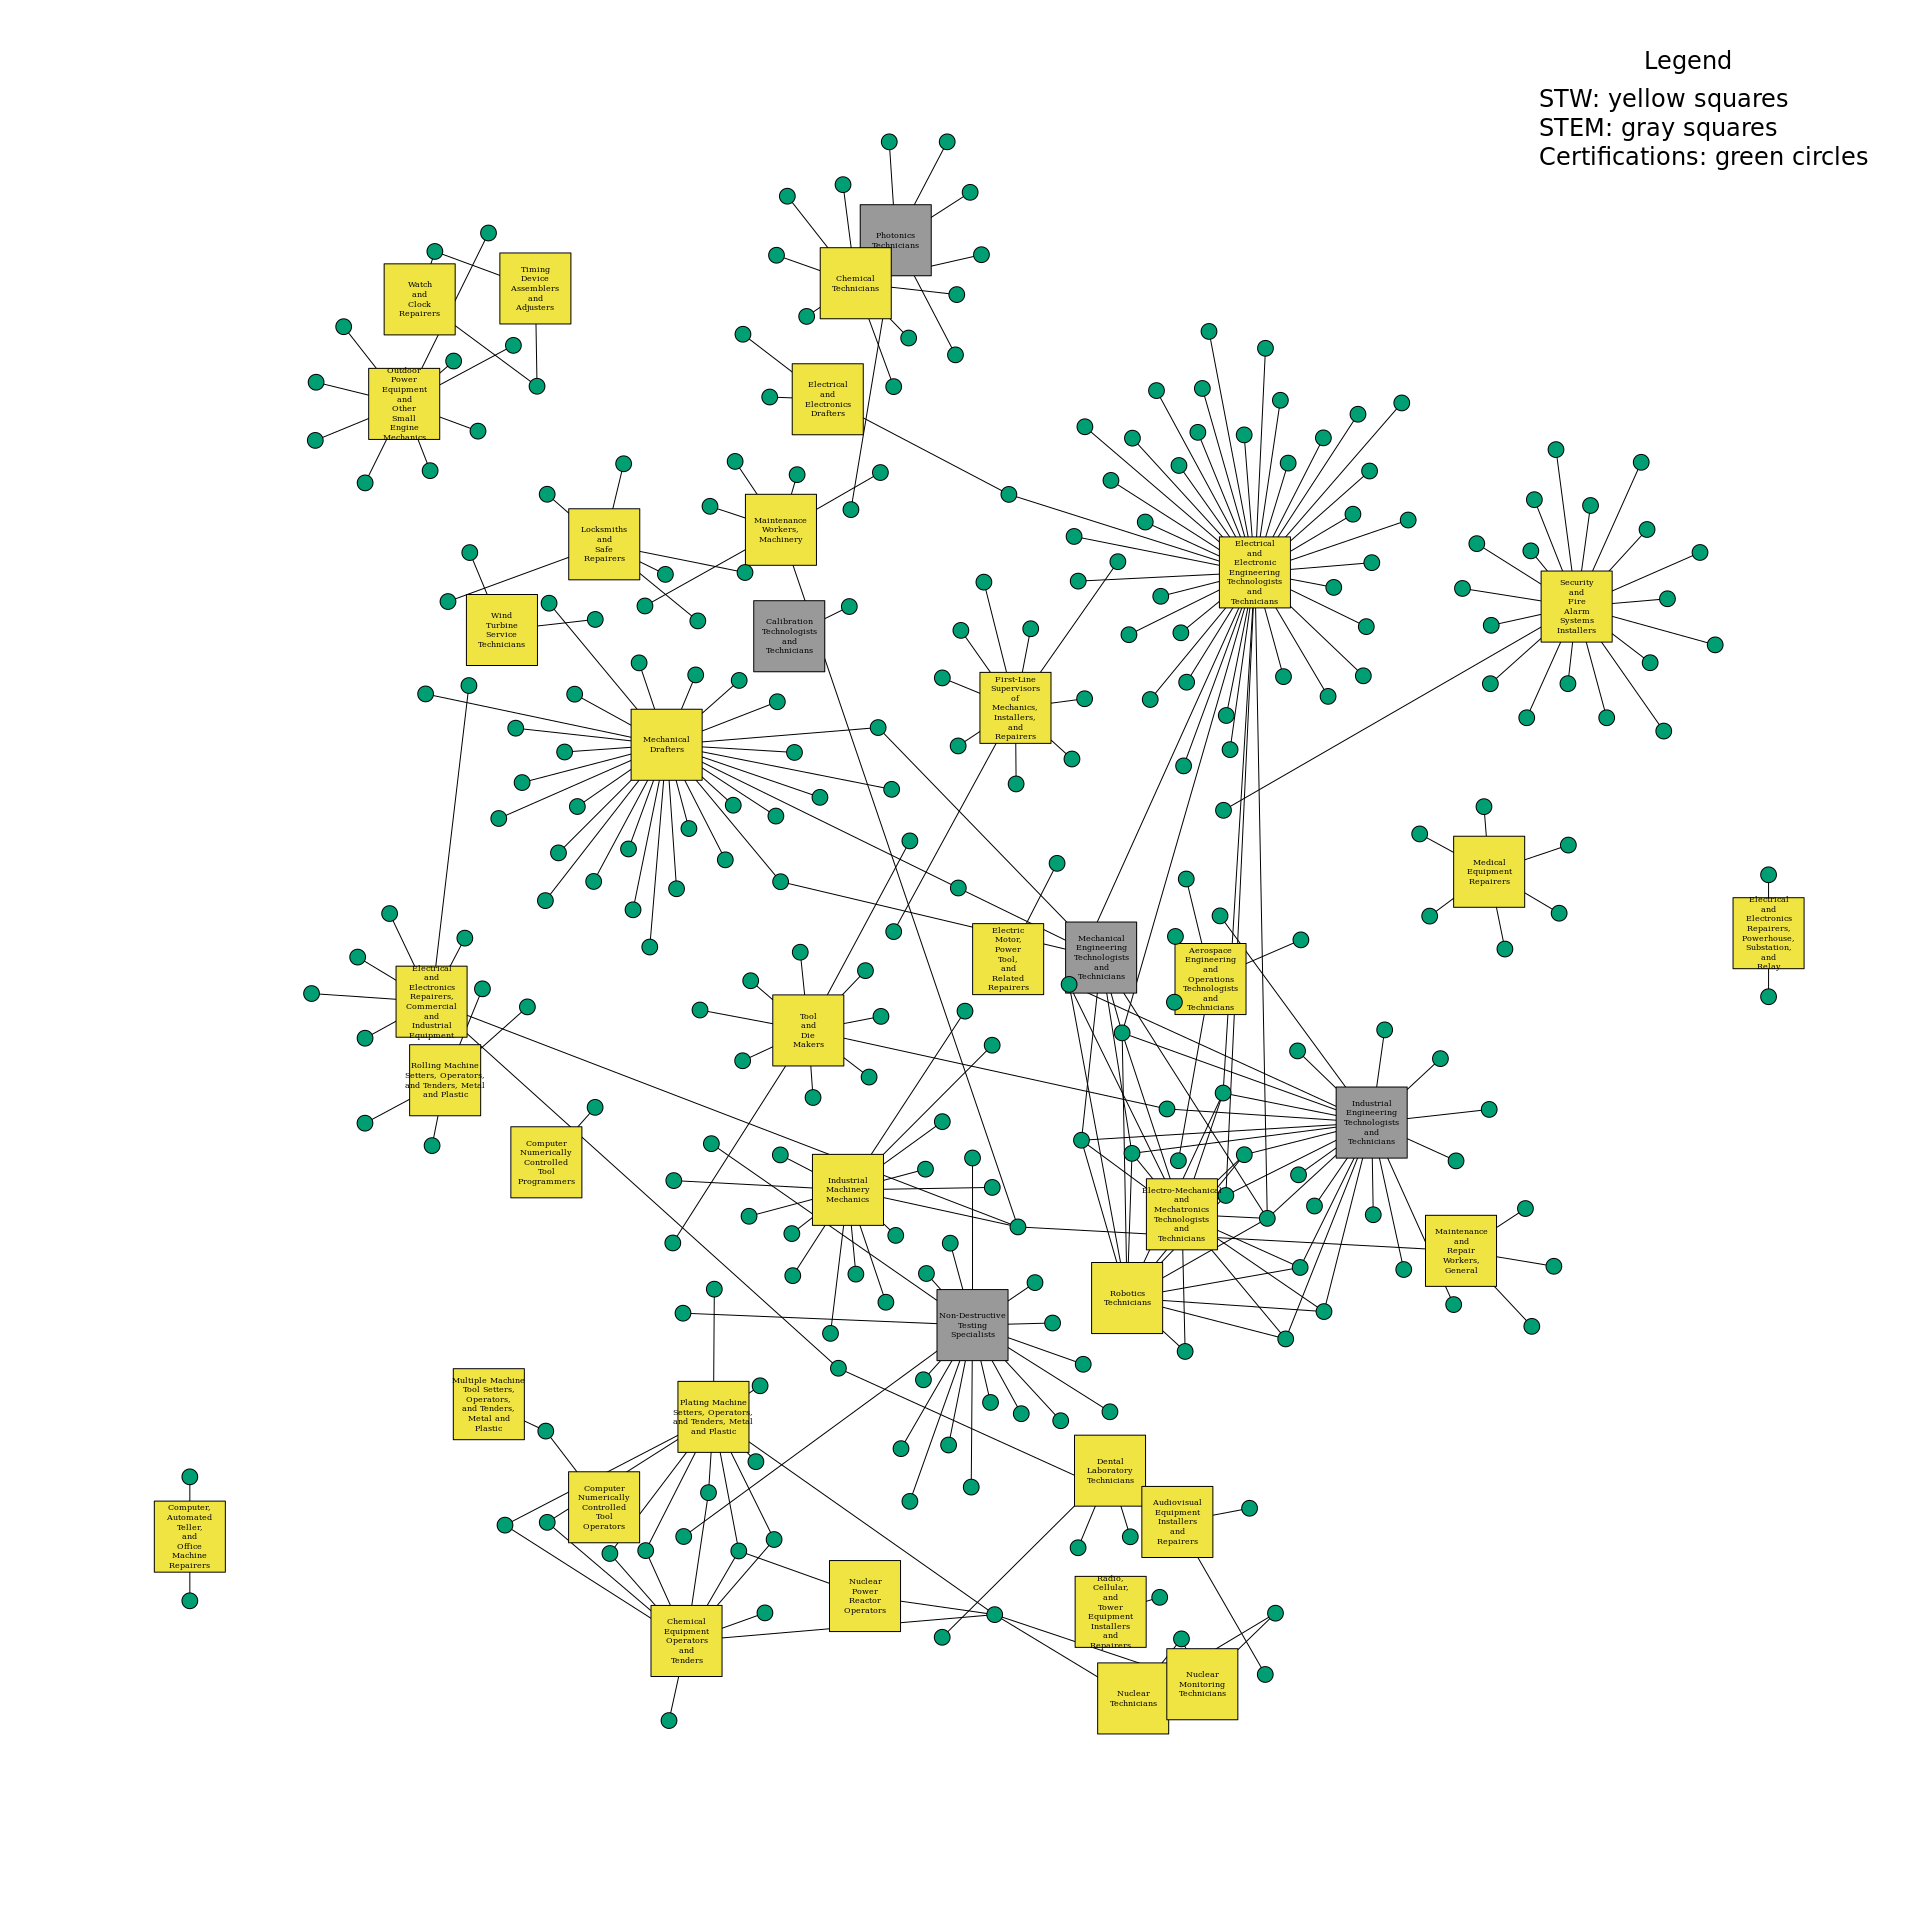 Legend
STW: yellow squares
STEM: gray squares
Certifications: green circles
Photonics
Technicians
Chemical
Technicians
Timing
Device
Assemblers
and
Adjusters
Watch
and
Clock
Repairers
Outdoor
Power
Equipment
and
Other
Small
Engine
Mechanics
Electrical
and
Electronics
Drafters
Locksmiths
and
Safe
Repairers
Maintenance
Workers,
Machinery
Electrical
and
Electronic
Engineering
Technologists
and
Technicians
Security
and
Fire
Alarm
Systems
Installers
Wind
Turbine
Service
Technicians
Calibration
Technologists
and
Technicians
First-Line
Supervisors
of
Mechanics,
Installers,
and
Repairers
Mechanical
Drafters
Medical
Equipment
Repairers
Electrical
and
Electronics
Repairers,
Powerhouse,
Substation,
and
Relay
Electric
Motor,
Power
Tool,
and
Related
Repairers
Mechanical
Engineering
Technologists
and
Technicians
Aerospace
Engineering
and
Operations
Technologists
and
Technicians
Electrical
and
Electronics
Repairers,
Commercial
and
Industrial
Equipment
Tool
and
Die
Makers
Rolling Machine
Setters, Operators,
and Tenders, Metal
and Plastic
Industrial
Engineering
Technologists
and
Technicians
Computer
Numerically
Controlled
Tool
Programmers
Industrial
Machinery
Mechanics
Electro-Mechanical
and
Mechatronics
Technologists
and
Technicians
Maintenance
and
Repair
Workers,
General
Robotics
Technicians
Non-Destructive
Testing
Specialists
Multiple Machine
Tool Setters,
Operators,
and Tenders,
Metal and
Plastic
Plating Machine
Setters, Operators,
and Tenders, Metal
and Plastic
Dental
Laboratory
Technicians
Computer
Numerically
Controlled
Tool
Operators
Audiovisual
Equipment
Installers
and
Repairers
Computer,
Automated
Teller,
and
Office
Machine
Repairers
Nuclear
Power
Reactor
Operators
Radio,
Cellular,
and
Tower
Equipment
Installers
and
Repairers
Chemical
Equipment
Operators
and
Tenders
Nuclear
Monitoring
Technicians
Nuclear
Technicians